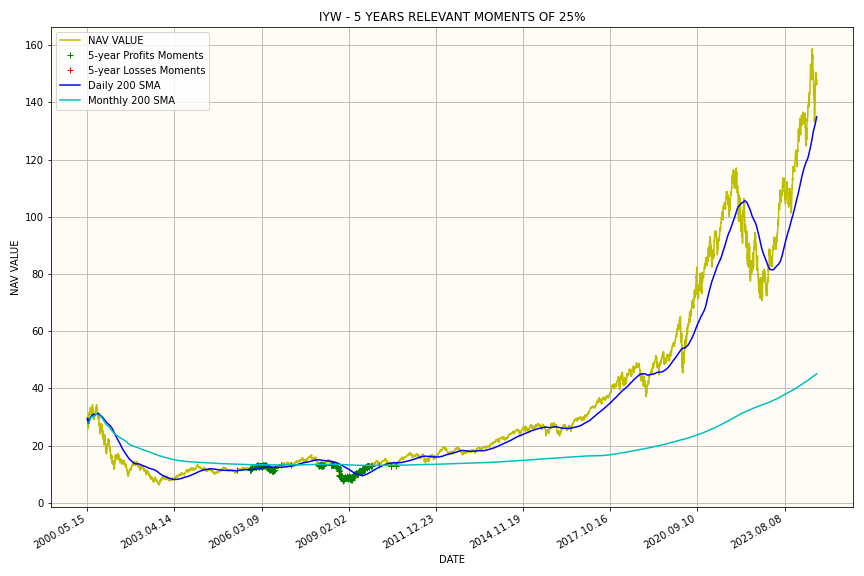 IYW - 5 YEARS RELEVANT MOMENTS OF 25%
NAV VALUE
5-year Profits Moments
5-year Losses Moments
Daily 200 SMA
Monthly 200 SMA
NAV VALUE
160
140
120
100
80
60
40
20
0
2000.05.15
2003.04.14
2006.03.09
2009.02.02
2011.12.23
2014.11.19
2017.10.16
2020.09.10
2023.08.08
DATE